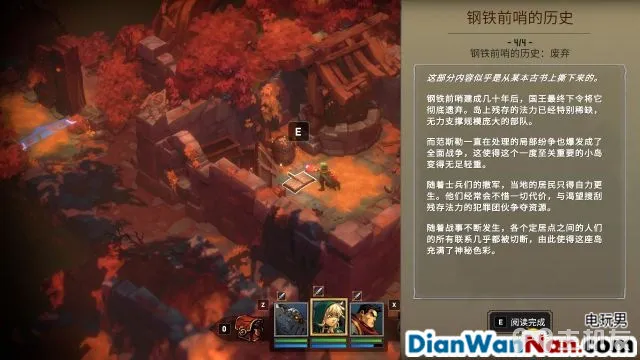 钢铁前哨的历史
- 4/4 -
钢铁前哨的历史：废弃
这部分内容似乎是从某本古书上撕下来的。
钢铁前哨建成几十年后，国王最终下令将它
彻底遗弃。岛上残存的法力已经特别稀缺，
无力支撑规模庞大的部队。
而范斯勒一直在处理的局部纷争也爆发成了
全面战争，这使得这个一度至关重要的小岛
变得无足轻重。
随着士兵们的撤军，当地的居民只得自力更
生。他们经常会不惜一切代价，与渴望搜刮
残存法力的犯罪团伙争夺资源。
随着战事不断发生，各个定居点之间的人们
的所有联系几乎都被切断，由此使得这座岛
充满了神秘色彩。
E
Z
X
E 阅读完成
电玩男
DianWanNan.com